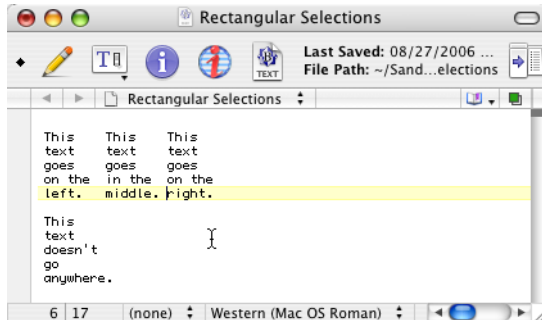 Rectangular Selections
T
i
i
TEXT
Last Saved: 08/27/2006 ...
File Path: ~/Sand...elections
Rectangular Selections
This    This    This
text    text    text
goes    goes    goes
on the  in the  on the
left.   middle. right.
This
text
doesn't
go
anywhere.
6 17 (none) Western (Mac OS Roman)